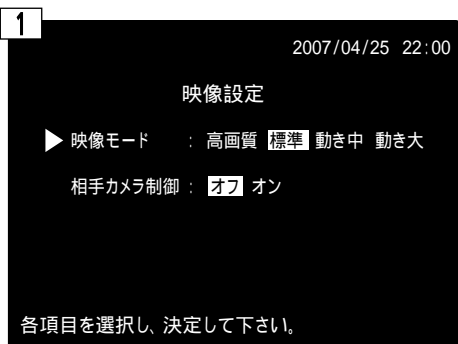 1
2007/04/25 22:00
映像設定
▶ 映像モード : 高画質 標準 動き中 動き大
相手カメラ制御 : オフ オン
各項目を選択し、決定して下さい。